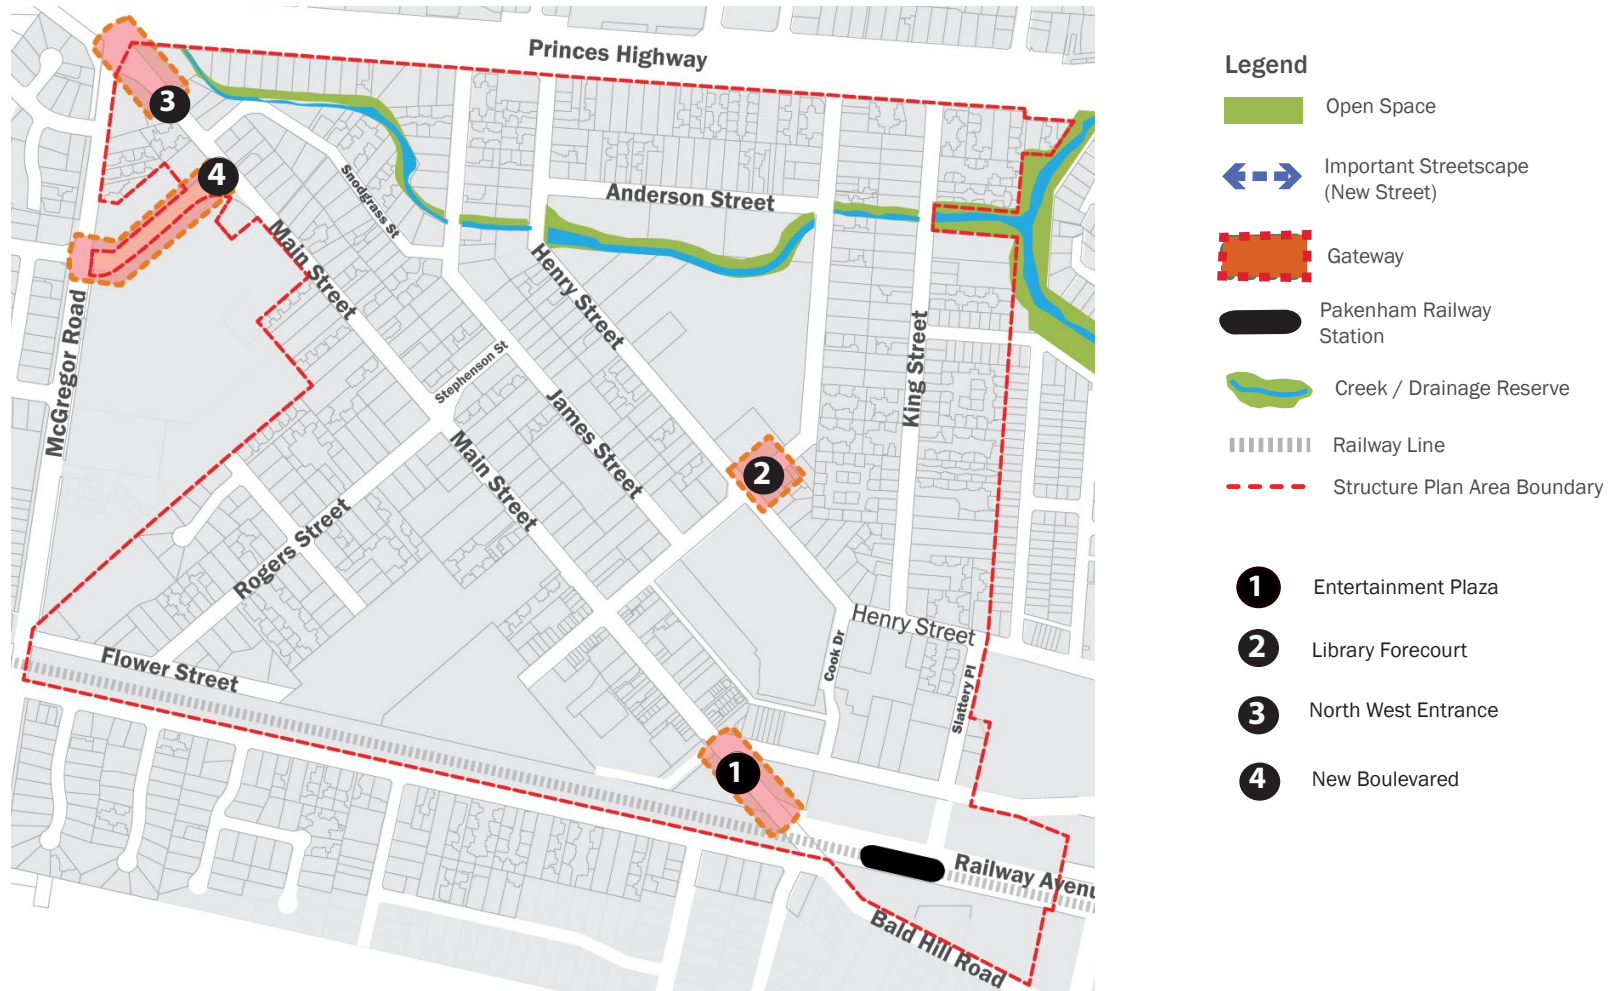 Princes Highway
3
4
Snodgrass St
Anderson Street
Main Street
Henry Street
McGregor Road
Stephenson St
King Street
James Street
Main Street
2
Rogers Street
Henry Street
Cook Dr
Flower Street
Slattery Pl
1
Railway Avenu
Bald Hill Road
Legend
Open Space
Important Streetscape
(New Street)
Gateway
Pakenham Railway
Station
Creek / Drainage Reserve
Railway Line
Structure Plan Area Boundary
1 Entertainment Plaza
2 Library Forecourt
3 North West Entrance
4 New Boulevared